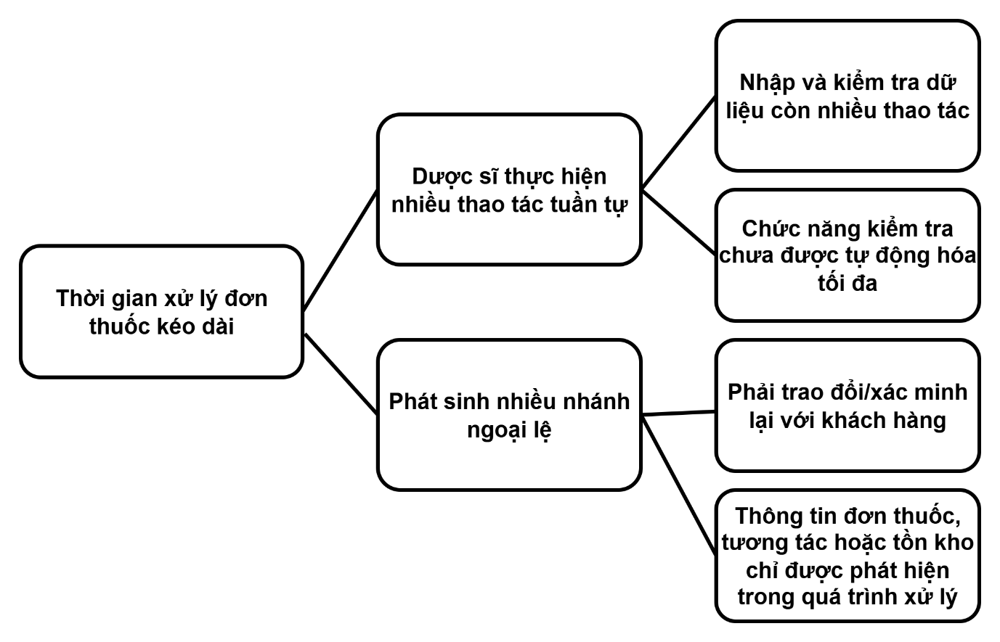 Thời gian xử lý đơn
thuốc kéo dài
Dược sĩ thực hiện
nhiều thao tác tuần tự
Nhập và kiểm tra dữ
liệu còn nhiều thao tác
Chức năng kiểm tra
chưa được tự động hóa
tối đa
Phát sinh nhiều nhánh
ngoại lệ
Phải trao đổi/xác minh
lại với khách hàng
Thông tin đơn thuốc,
tương tác hoặc tồn kho
chỉ được phát hiện
trong quá trình xử lý